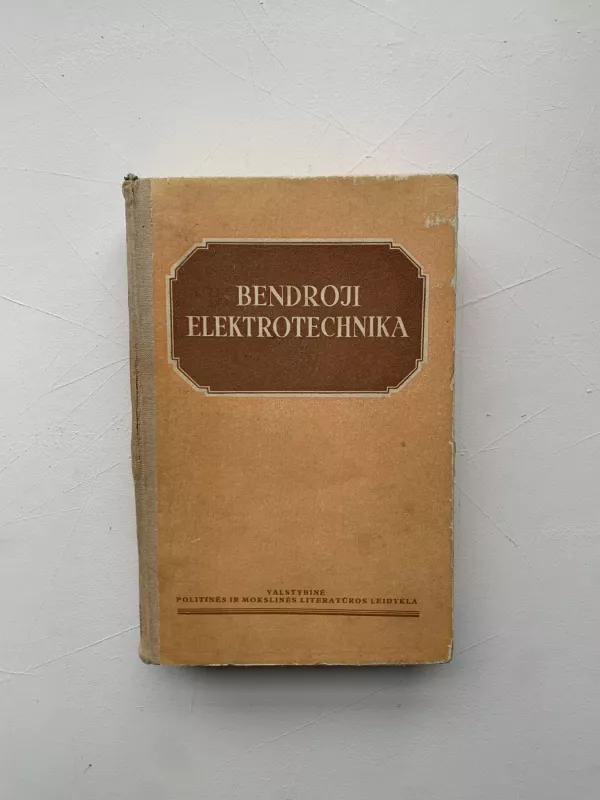 BENDROJI
ELEKTROTECHNIKA
VALSTYBINĖ
POLITINĖS IR MOKSLINĖS LITERATŪROS LEIDYKLA